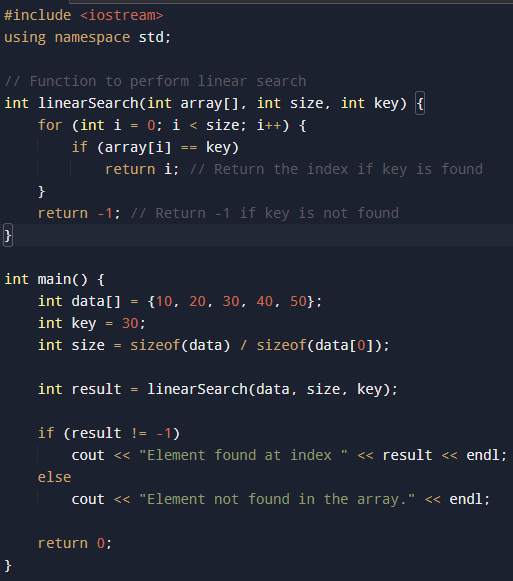 #include <iostream>
using namespace std;
// Function to perform linear search
int linearSearch(int array[], int size, int key) {
    for (int i = 0; i < size; i++) {
        if (array[i] == key)
            return i; // Return the index if key is found
    }
    return -1; // Return -1 if key is not found
}
int main() {
    int data[] = {10, 20, 30, 40, 50};
    int key = 30;
    int size = sizeof(data) / sizeof(data[0]);
    int result = linearSearch(data, size, key);
    if (result != -1)
        cout << "Element found at index " << result << endl;
    else
        cout << "Element not found in the array." << endl;
    return 0;
}